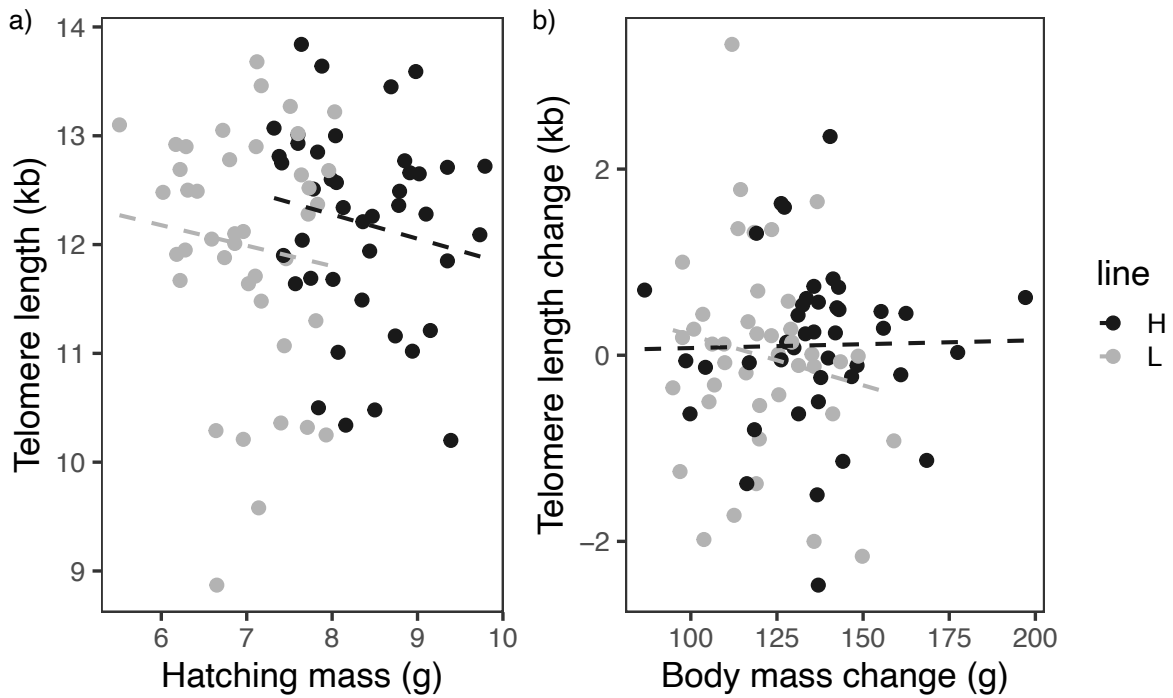 a)
14
13
12
11
10
9
Telomere length (kb)
6
7
8
9
10
Hatching mass (g)
b)
2
0
−2
Telomere length change (kb)
100
125
150
175
200
Body mass change (g)
line
H
L